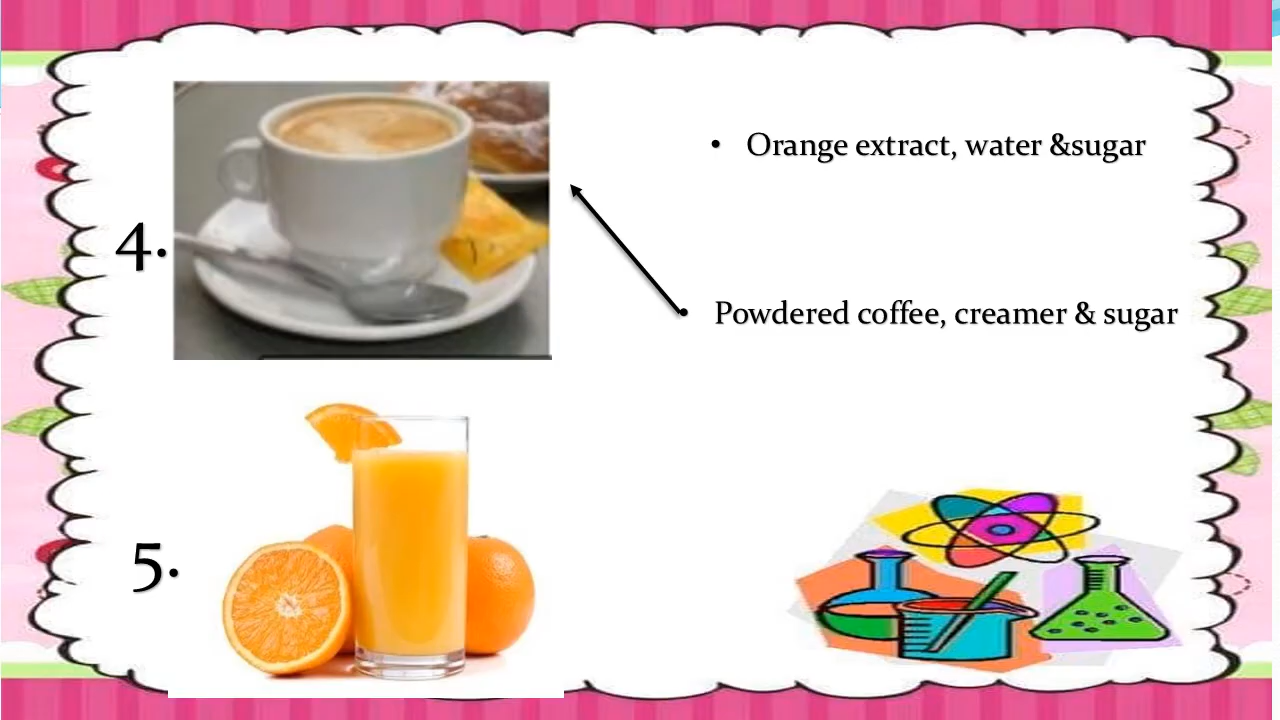 • Orange extract, water &sugar
4.
• Powdered coffee, creamer & sugar
5.